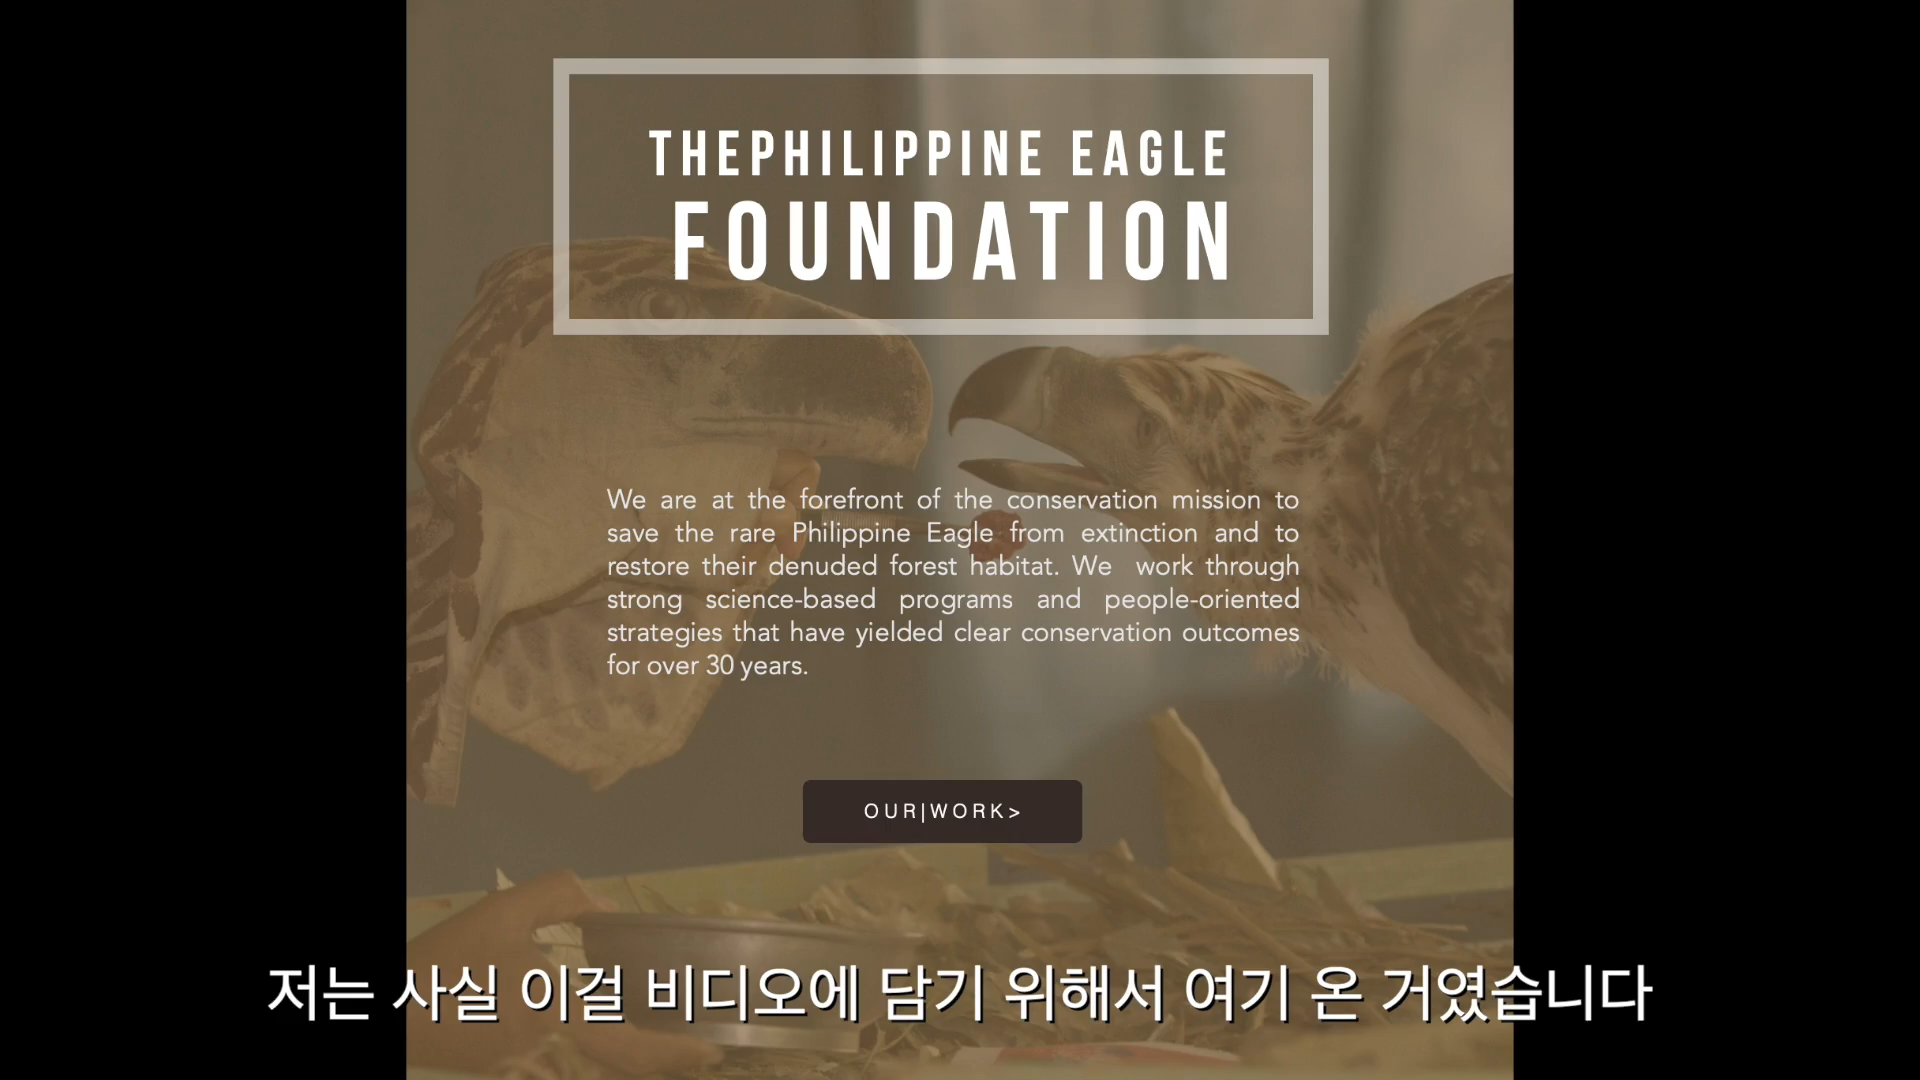 THEPHILIPPINE EAGLE
FOUNDATION
We are at the forefront of the conservation mission to
save the rare Philippine Eagle from extinction and to
restore their denuded forest habitat. We work through
strong science-based programs and people-oriented
strategies that have yielded clear conservation outcomes
for over 30 years.
OUR|WORK>
저는 사실 이걸 비디오에 담기 위해서 여기 온 거였습니다